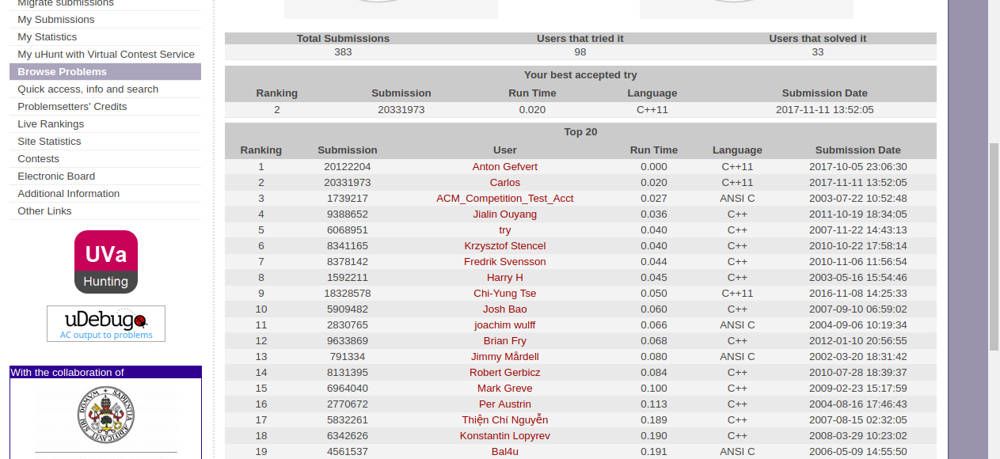 Migrate submissions
My Submissions
My Statistics
My uHunt with Virtual Contest Service
Browse Problems
Quick access, info and search
Problemsetters' Credits
Live Rankings
Site Statistics
Contests
Electronic Board
Additional Information
Other Links
UVa
Hunting
uDebug
AC output to problems
With the collaboration of
DOMVM SAPIENTIA ÆDIFICAVIT SIBI
Total Submissions Users that tried it Users that solved it
383 98 33
Your best accepted try
Ranking Submission Run Time Language Submission Date
2 20331973 0.020 C++11 2017-11-11 13:52:05
Top 20
Ranking Submission User Run Time Language Submission Date
1 20122204 Anton Gefvert 0.000 C++11 2017-10-05 23:06:30
2 20331973 Carlos 0.020 C++11 2017-11-11 13:52:05
3 1739217 ACM_Competition_Test_Acct 0.027 ANSI C 2003-07-22 10:52:48
4 9388652 Jialin Ouyang 0.036 C++ 2011-10-19 18:34:05
5 6068951 try 0.040 C++ 2007-11-22 14:43:13
6 8341165 Krzysztof Stencel 0.040 C++ 2010-10-22 17:58:14
7 8378142 Fredrik Svensson 0.044 C++ 2010-11-06 11:56:54
8 1592211 Harry H 0.045 C++ 2003-05-16 15:54:46
9 18328578 Chi-Yung Tse 0.050 C++11 2016-11-08 14:25:33
10 5909482 Josh Bao 0.060 C++ 2007-09-10 06:59:02
11 2830765 joachim wulff 0.066 ANSI C 2004-09-06 10:19:34
12 9633869 Brian Fry 0.068 C++ 2012-01-10 20:56:55
13 791334 Jimmy Mårdell 0.080 ANSI C 2002-03-20 18:31:42
14 8131395 Robert Gerbicz 0.084 C++ 2010-07-28 18:39:37
15 6964040 Mark Greve 0.100 C++ 2009-02-23 15:17:59
16 2770672 Per Austrin 0.113 C++ 2004-08-16 17:46:43
17 5832261 Thiện Chí Nguyễn 0.189 C++ 2007-08-15 02:32:05
18 6342626 Konstantin Lopyrev 0.190 C++ 2008-03-29 10:23:02
19 4561537 Bal4u 0.191 ANSI C 2006-05-09 14:55:50